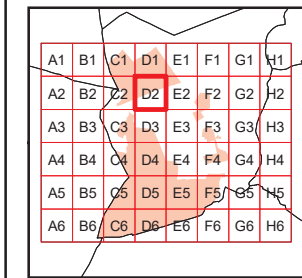 A1 B1 C1 D1 E1 F1 G1 H1
A2 B2 C2 D2 E2 F2 G2 H2
A3 B3 C3 D3 E3 F3 G3 H3
A4 B4 C4 D4 E4 F4 G4 H4
A5 B5 C5 D5 E5 F5 G5 H5
A6 B6 C6 D6 E6 F6 G6 H6